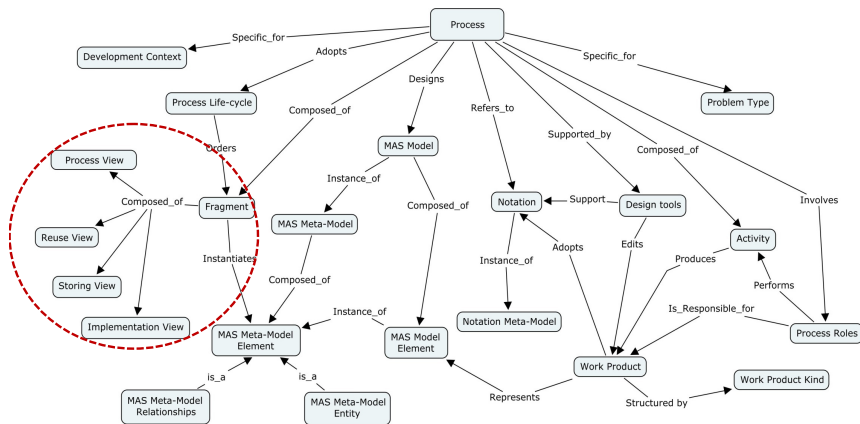 Process
Specific_for
Adopts
Specific_for
Development Context
Designs
Process Life-cycle
Composed_of
Refers_to
Problem Type
Supported_by
Orders
MAS Model
Composed_of
Process View
Instance_of
Composed_of
Fragment
Composed_of
Notation
Support
Design tools
Involves
MAS Meta-Model
Reuse View
Activity
Instantiates
Adopts
Edits
Produces
Instance_of
Composed_of
Storing View
Performs
Instance_of
Is_Responsible_for
Implementation View
Notation Meta-Model
MAS Meta-Model
Element
MAS Model
Element
Process Roles
Work Product
is_a
is_a
Work Product Kind
MAS Meta-Model
Relationships
MAS Meta-Model
Entity
Represents
Structured by